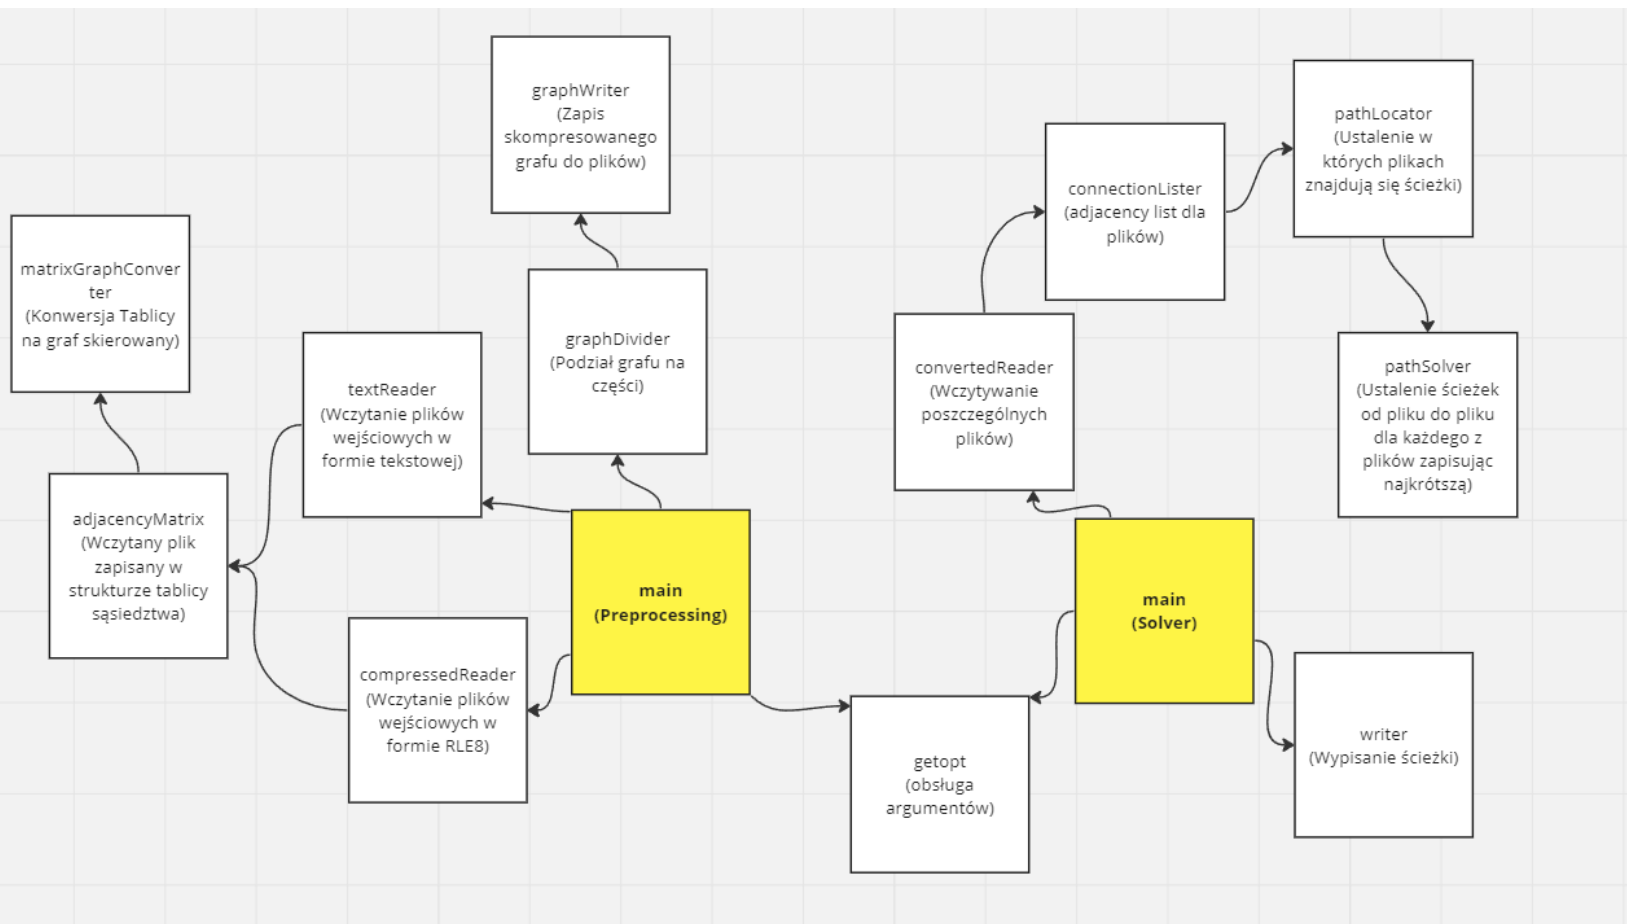 graphWriter
(Zapis
skompresowanego
grafu do plików)
pathLocator
(Ustalenie w
których plikach
znajdują się ścieżki)
connectionLister
(adjacency list dla
plików)
matrixGraphConver
ter
(Konwersja Tablicy
na graf skierowany)
graphDivider
(Podział grafu na
części)
textReader
(Wczytanie plików
wejściowych w
formie tekstowej)
convertedReader
(Wczytywanie
poszczególnych
plików)
pathSolver
(Ustalenie ścieżek
od pliku do pliku
dla każdego z
plików zapisując
najkrótszą)
adjacencyMatrix
(Wczytany plik
zapisany w
strukturze tablicy
sąsiedztwa)
main
(Preprocessing)
main
(Solver)
compressedReader
(Wczytanie plików
wejściowych w
formie RLE8)
getopt
(obsługa
argumentów)
writer
(Wypisanie ścieżki)